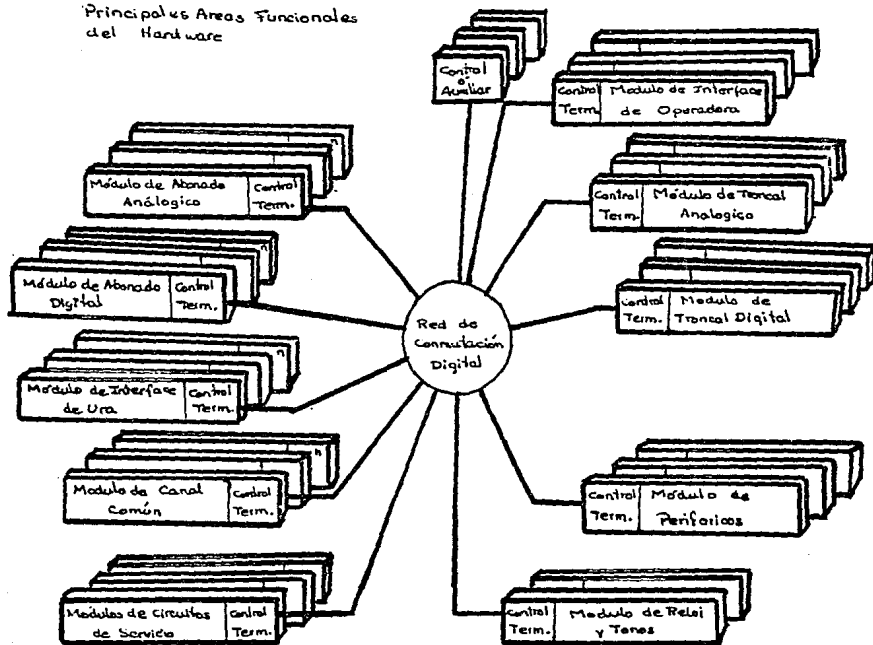 Principales Areas Funcionales
del Hardware
Control
o
Auxiliar
Control
Term.
Modulo de Interface
de Operadora
Módulo de Abonado
Análogico
Control
Term.
n
Control
Term.
Módulo de Troncal
Analogico
Módulo de Abonado
Digital
Control
Term.
n
Control
Term.
Modulo de
Troncal Digital
Red de
Conmutación
Digital
Módulo de Interface
de Ura
Control
Term.
n
Modulo de Canal
Común
Control
Term.
n
Control
Term.
Módulo de
Perifericos
Modulos de Circuitos
de Servicio
Control
Term.
Control
Term.
Modulo de Reloj
y Tonos